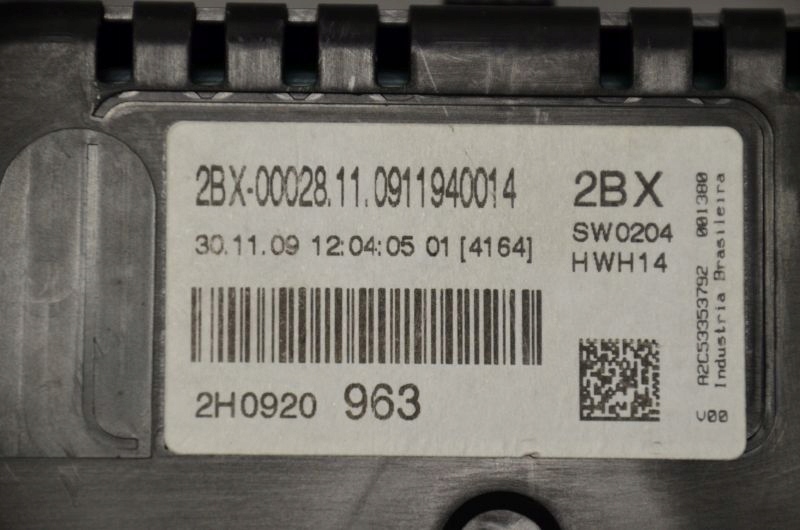 2BX-00028.11.0911940014
30.11.09 12:04:05 01 [4164]
2H0920 963
2BX
SW0204
HWH14
V00 A2C53353792 001380
Industria Brasileira